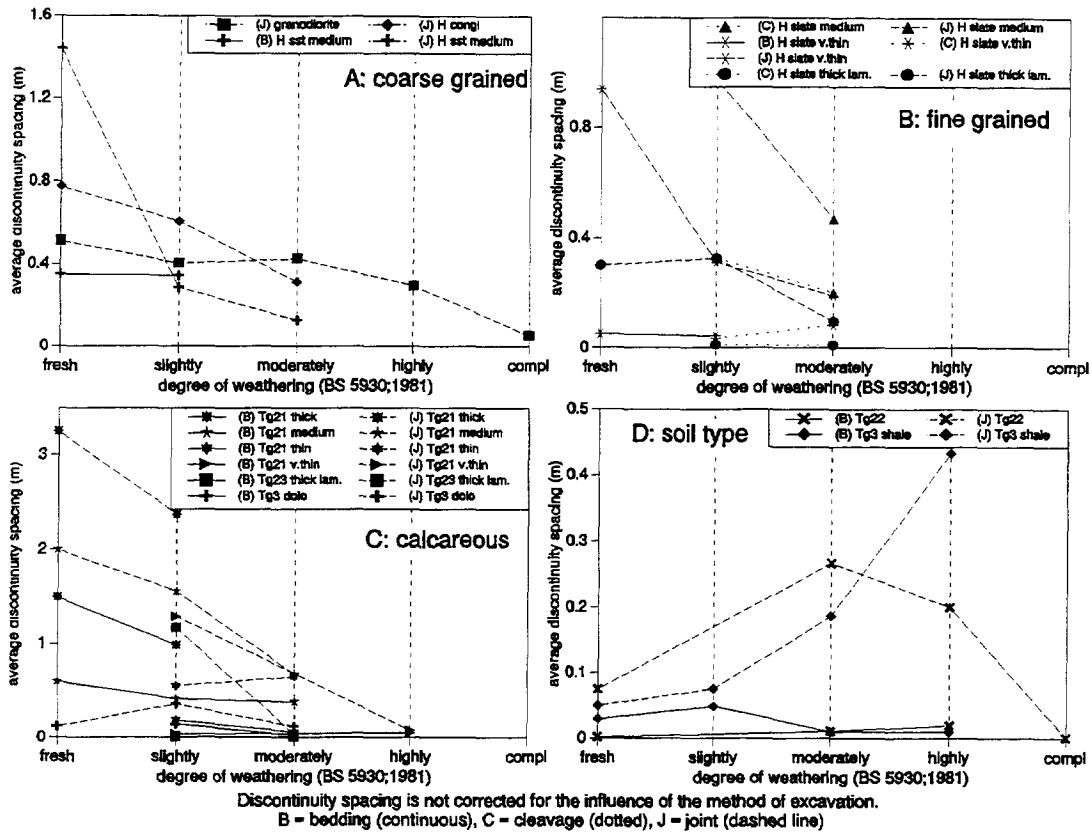 (J) granodiorite (J) H congl
(B) H sst medium (J) H sst medium
A: coarse grained
average discontinuity spacing (m)
1.6
1.2
0.8
0.4
0
fresh slightly moderately highly compl
degree of weathering (BS 5930;1981)
(C) H slate medium (J) H slate medium
(B) H slate v.thin (C) H slate v.thin
(J) H slate v.thin
(C) H slate thick lam. (J) H slate thick lam.
B: fine grained
average discontinuity spacing (m)
0.8
0.4
0
fresh slightly moderately highly compl
degree of weathering (BS 5930;1981)
(B) Tg21 thick (J) Tg21 thick
(B) Tg21 medium (J) Tg21 medium
(B) Tg21 thin (J) Tg21 thin
(B) Tg21 v.thin (J) Tg21 v.thin
(B) Tg23 thick lam. (J) Tg23 thick lam.
(B) Tg3 dolo (J) Tg3 dolo
C: calcareous
average discontinuity spacing (m)
3
2
1
0
fresh slightly moderately highly compl
degree of weathering (BS 5930;1981)
D: soil type
(B) Tg22 (J) Tg22
(B) Tg3 shale (J) Tg3 shale
average discontinuity spacing (m)
0.5
0.4
0.3
0.2
0.1
0
fresh slightly moderately highly compl
degree of weathering (BS 5930;1981)
Discontinuity spacing is not corrected for the influence of the method of excavation.
B = bedding (continuous), C = cleavage (dotted), J = joint (dashed line)